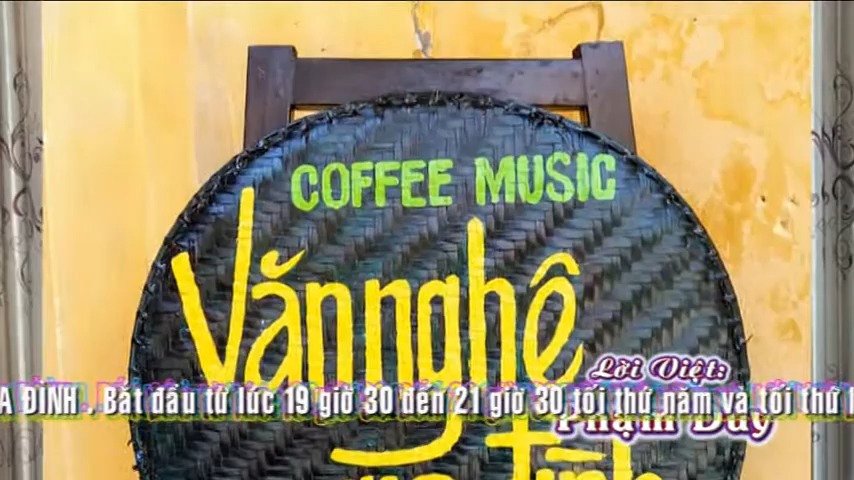 COFFEE MUSIC
Văn nghệ
Lời Việt:
A ĐÌNH . Bắt đầu từ lúc 19 giờ 30 đến 21 giờ 30 tối thứ năm và tối thứ
Phạm Duy